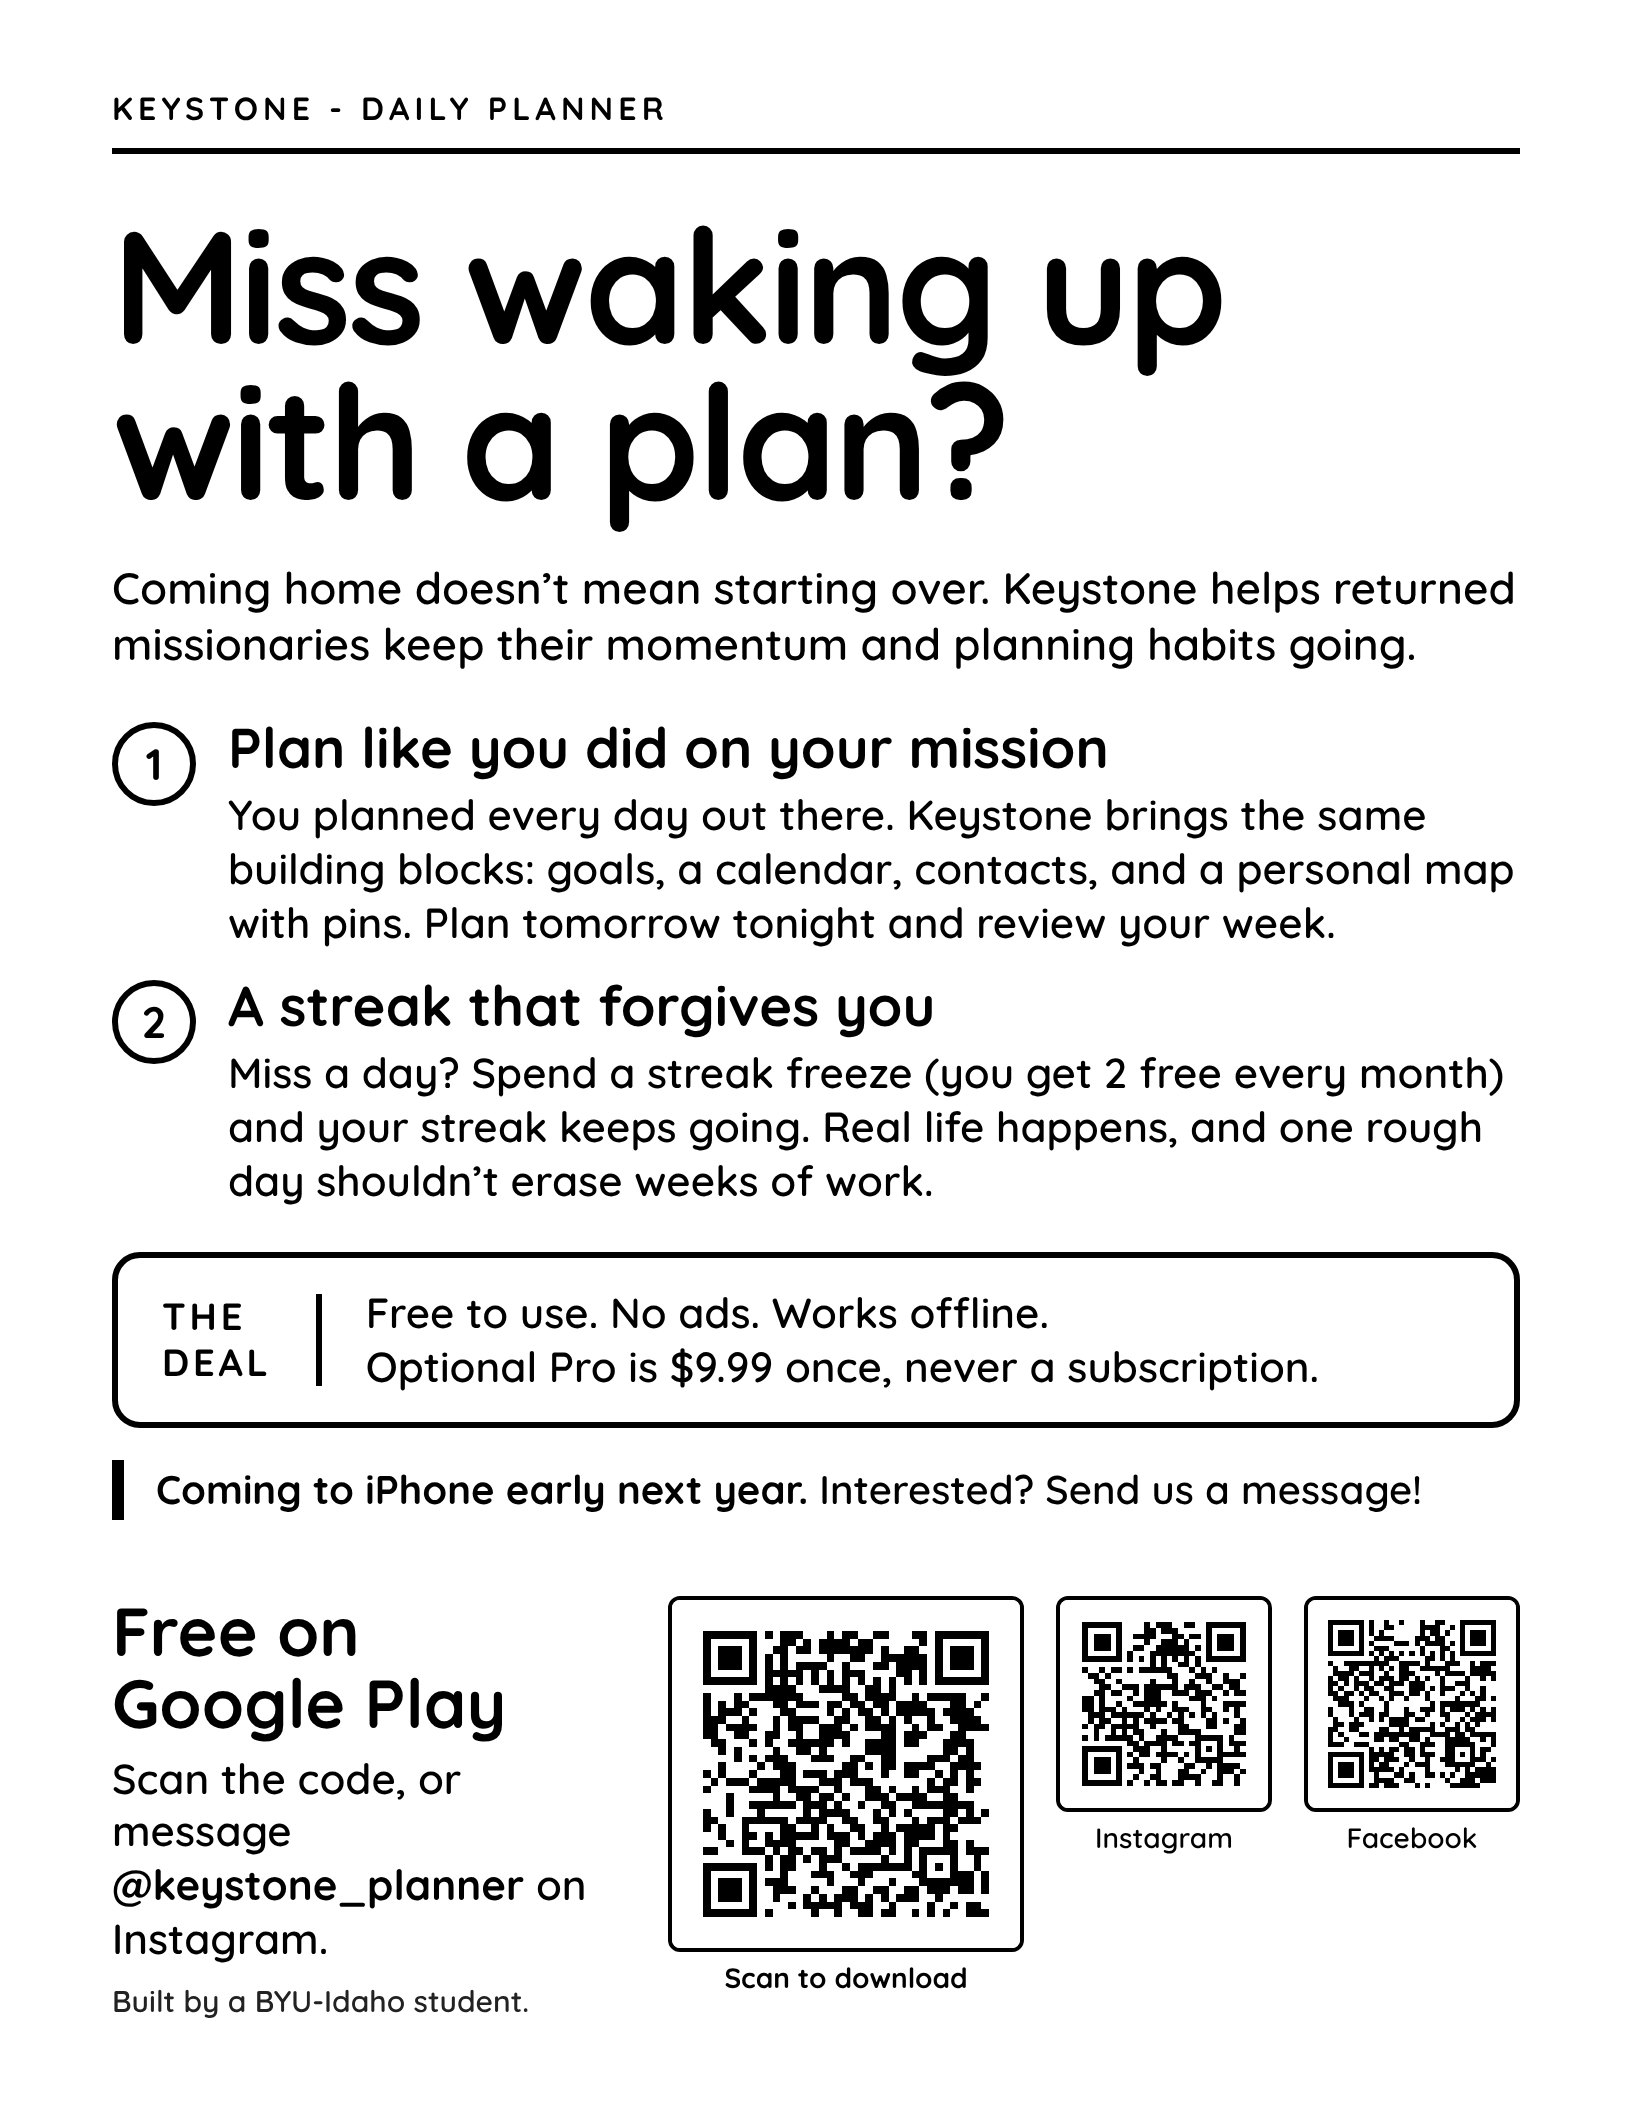 KEYSTONE - DAILY PLANNER
Miss waking up
with a plan?
Coming home doesn’t mean starting over. Keystone helps returned
missionaries keep their momentum and planning habits going.
1
Plan like you did on your mission
You planned every day out there. Keystone brings the same
building blocks: goals, a calendar, contacts, and a personal map
with pins. Plan tomorrow tonight and review your week.
2
A streak that forgives you
Miss a day? Spend a streak freeze (you get 2 free every month)
and your streak keeps going. Real life happens, and one rough
day shouldn’t erase weeks of work.
THE
DEAL
Free to use. No ads. Works offline.
Optional Pro is $9.99 once, never a subscription.
Coming to iPhone early next year. Interested? Send us a message!
Free on
Google Play
Scan the code, or
message
@keystone_planner on
Instagram.
Built by a BYU-Idaho student.
Scan to download
Instagram
Facebook